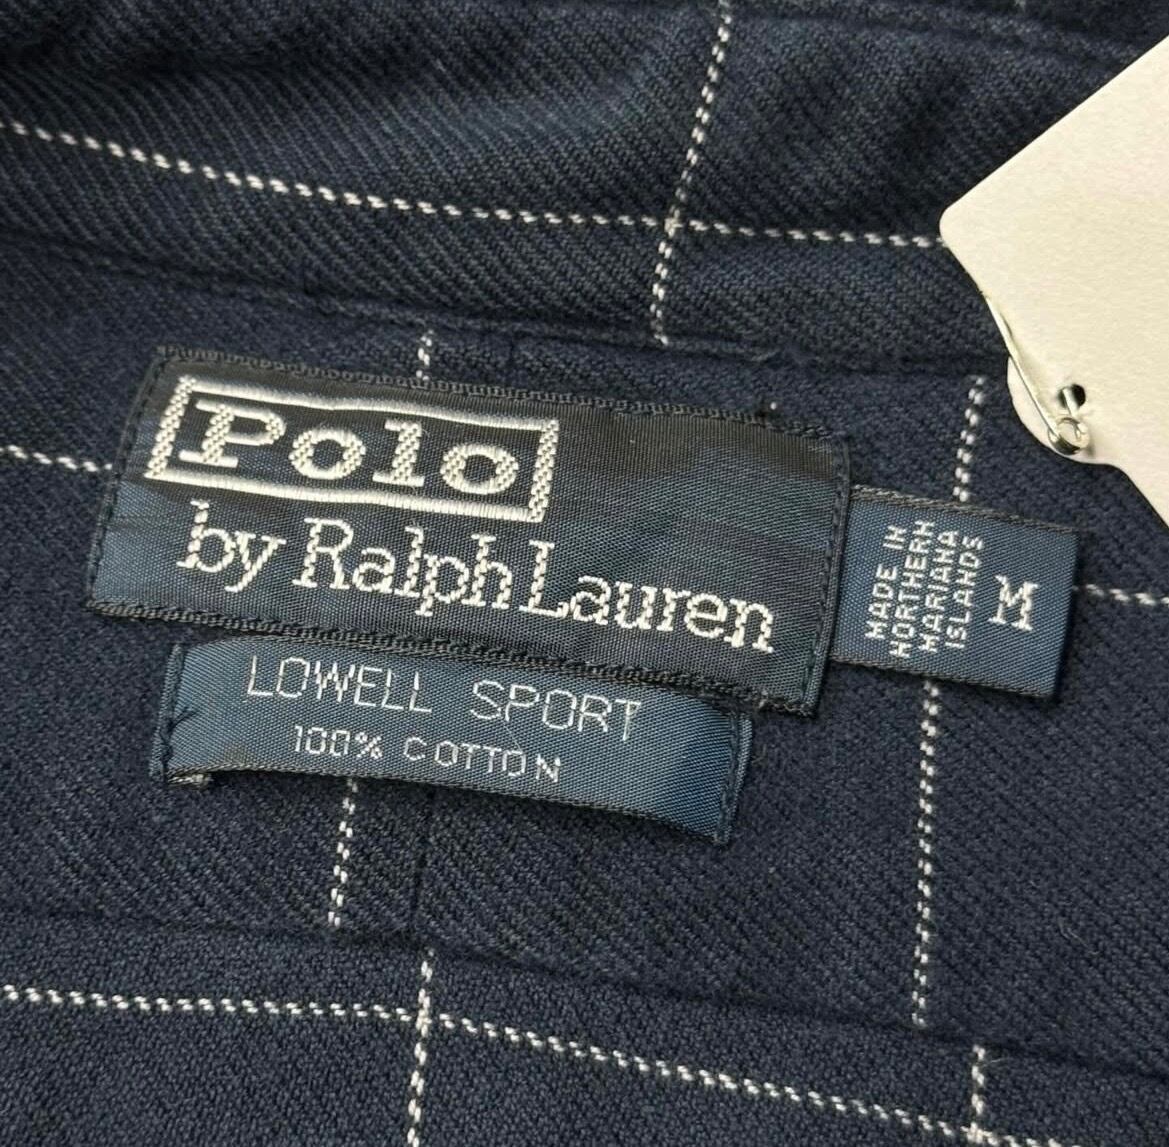 Polo
by Ralph Lauren
LOWELL SPORT
100% COTTON
MADE IN
NORTHERN
MARIANA
ISLANDS
M